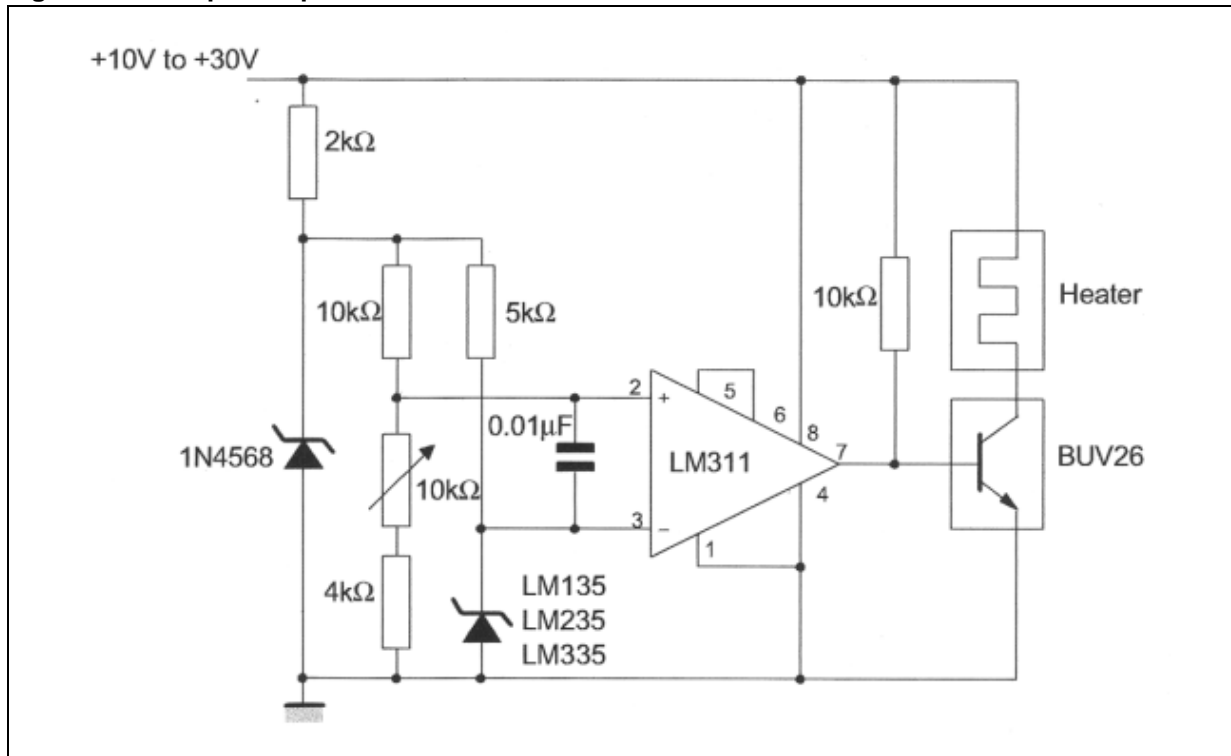 +10V to +30V
2kΩ
10kΩ
5kΩ
10kΩ
Heater
2
+
5
6
8
0.01µF
7
1N4568
LM311
BUV26
10kΩ
4
3
−
1
4kΩ
LM135
LM235
LM335